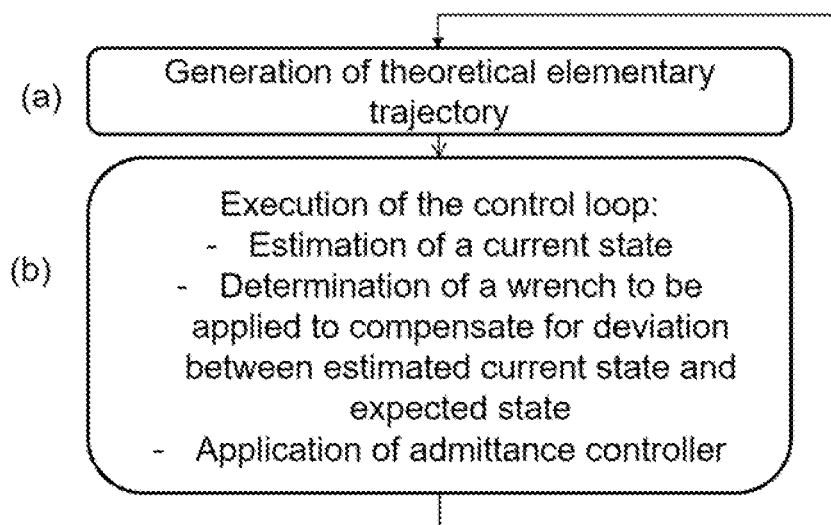 (a)
Generation of theoretical elementary
trajectory
(b)
Execution of the control loop:
- Estimation of a current state
- Determination of a wrench to be
applied to compensate for deviation
between estimated current state and
expected state
- Application of admittance controller